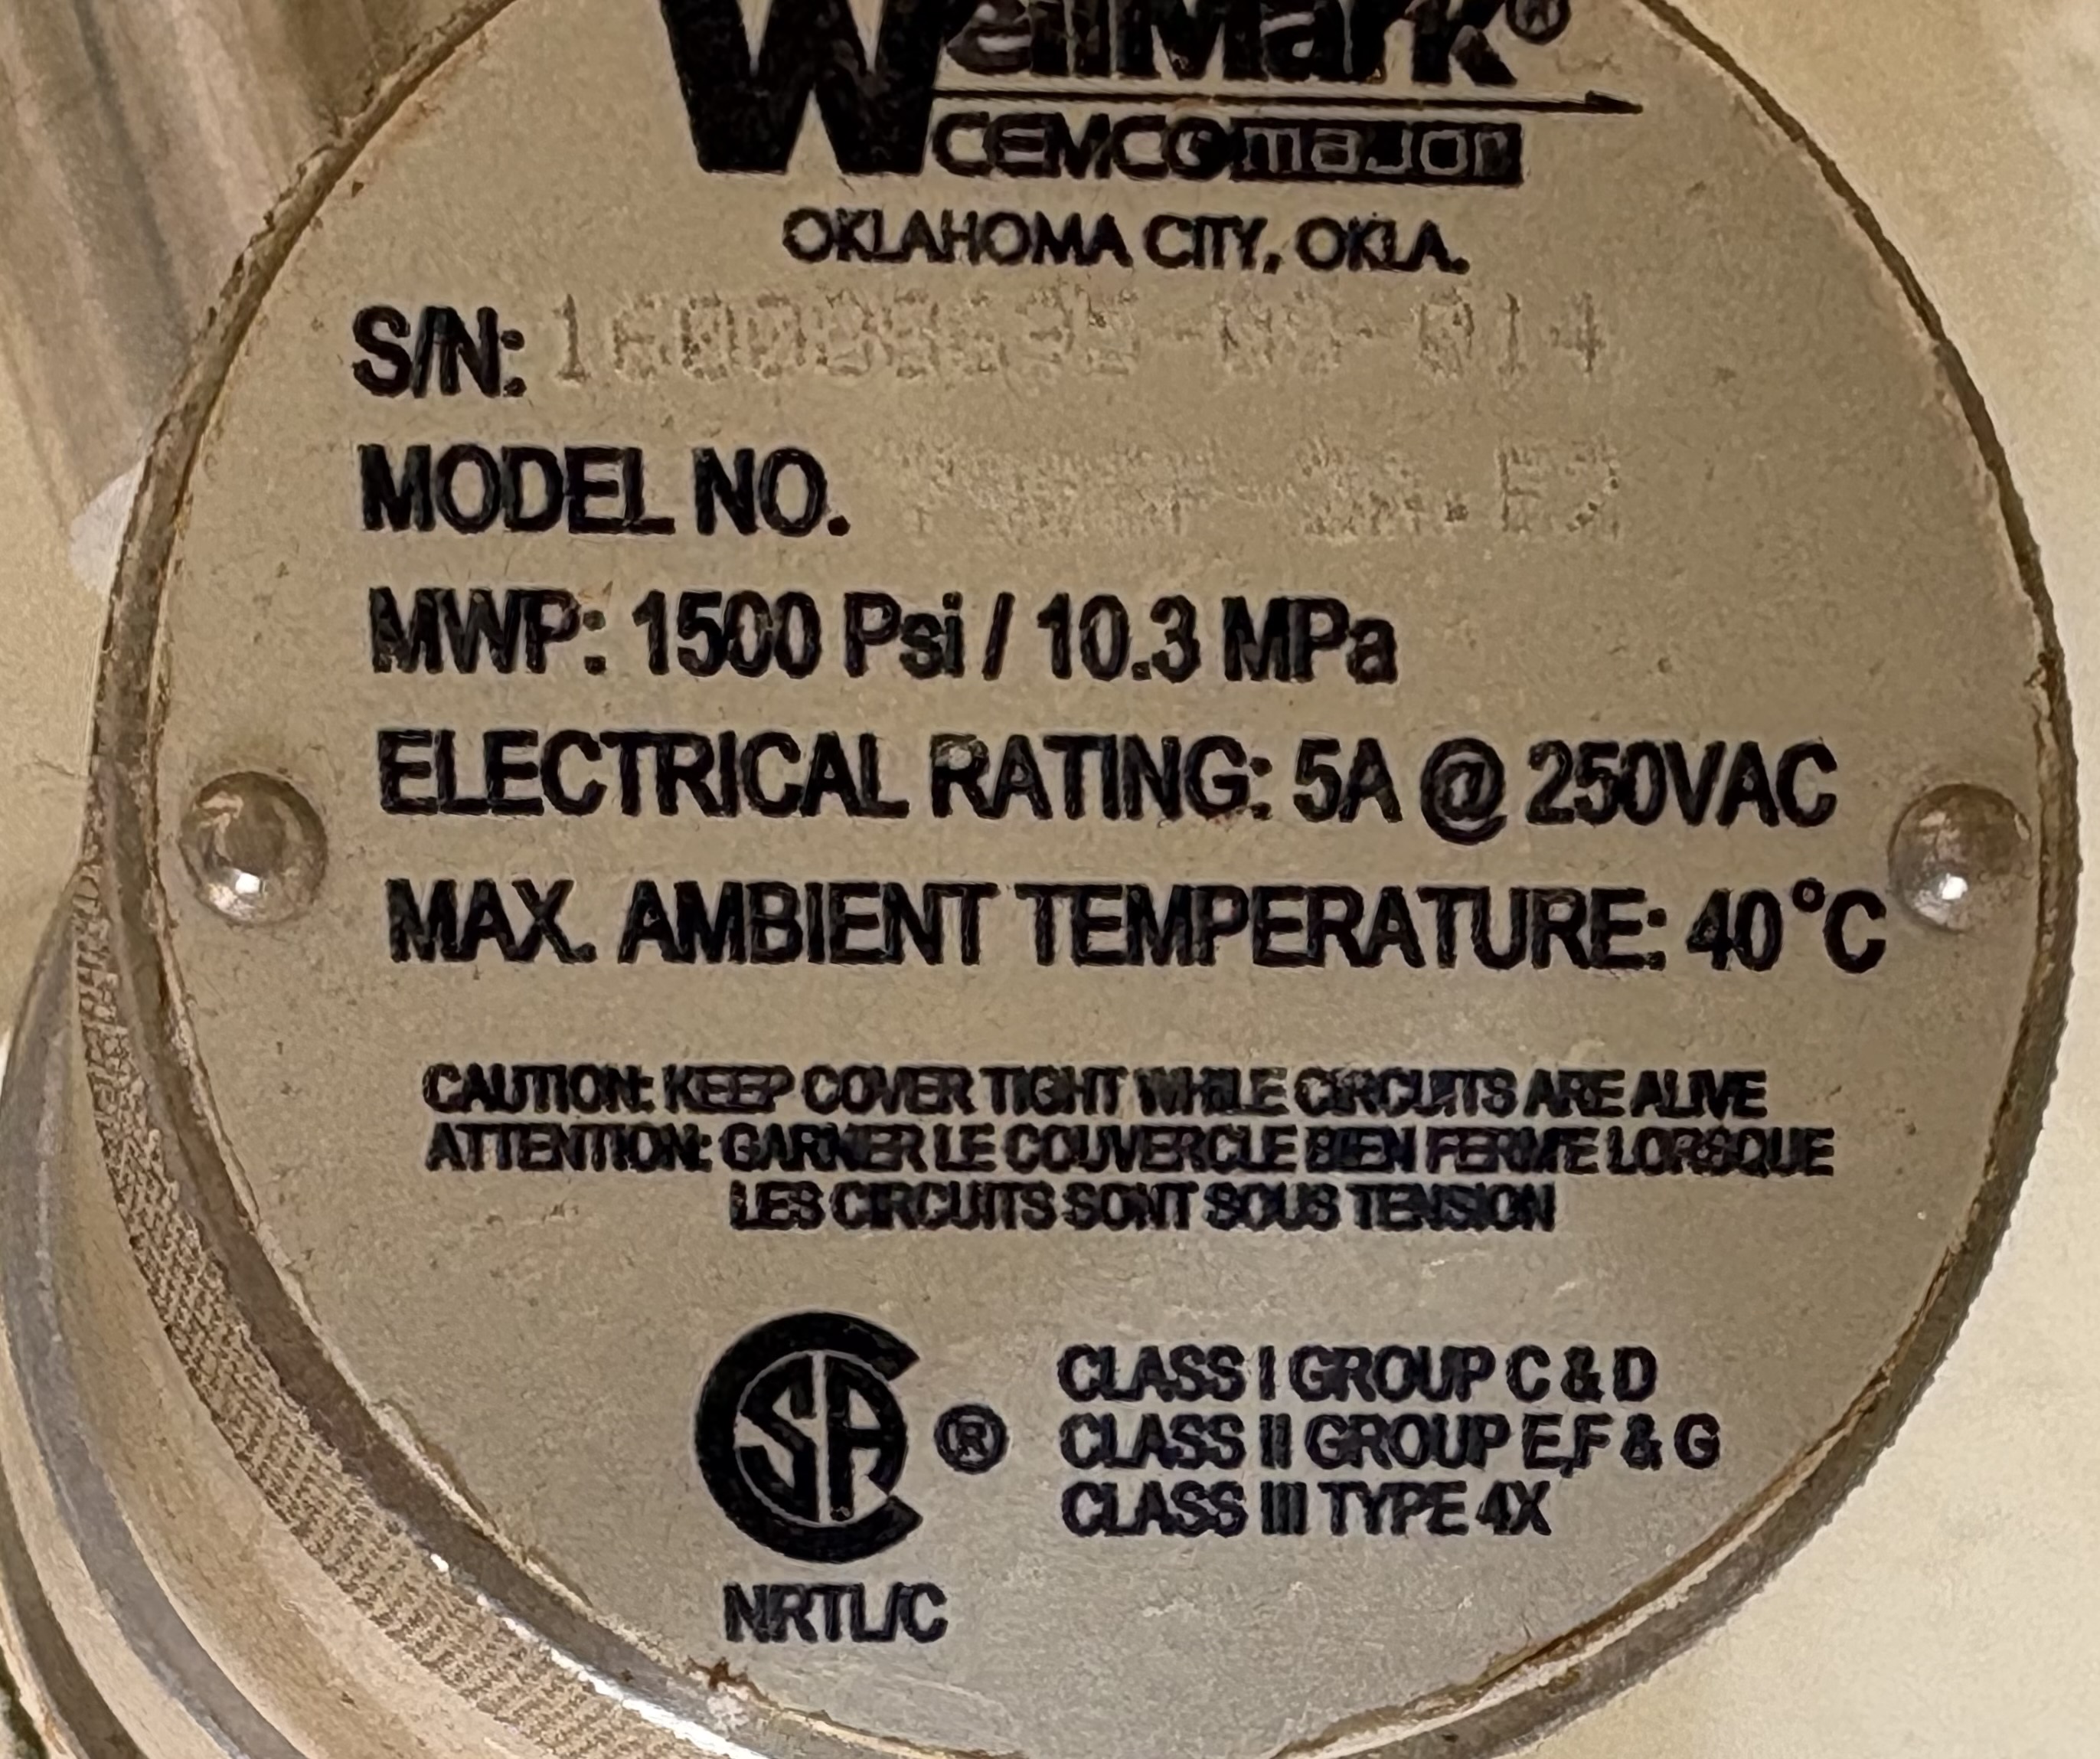 WellMark®
CEMCO major
OKLAHOMA CITY, OKLA.
S/N:
MODEL NO.
MWP: 1500 Psi / 10.3 MPa
ELECTRICAL RATING: 5A @ 250VAC
MAX. AMBIENT TEMPERATURE: 40°C
CAUTION: KEEP COVER TIGHT WHILE CIRCUITS ARE ALIVE
ATTENTION: GARNIER LE COUVERCLE BIEN FERME LORSQUE
LES CIRCUITS SONT SOUS TENSION
CSA ® CLASS I GROUP C & D
CLASS II GROUP E,F & G
CLASS III TYPE 4X
NRTL/C